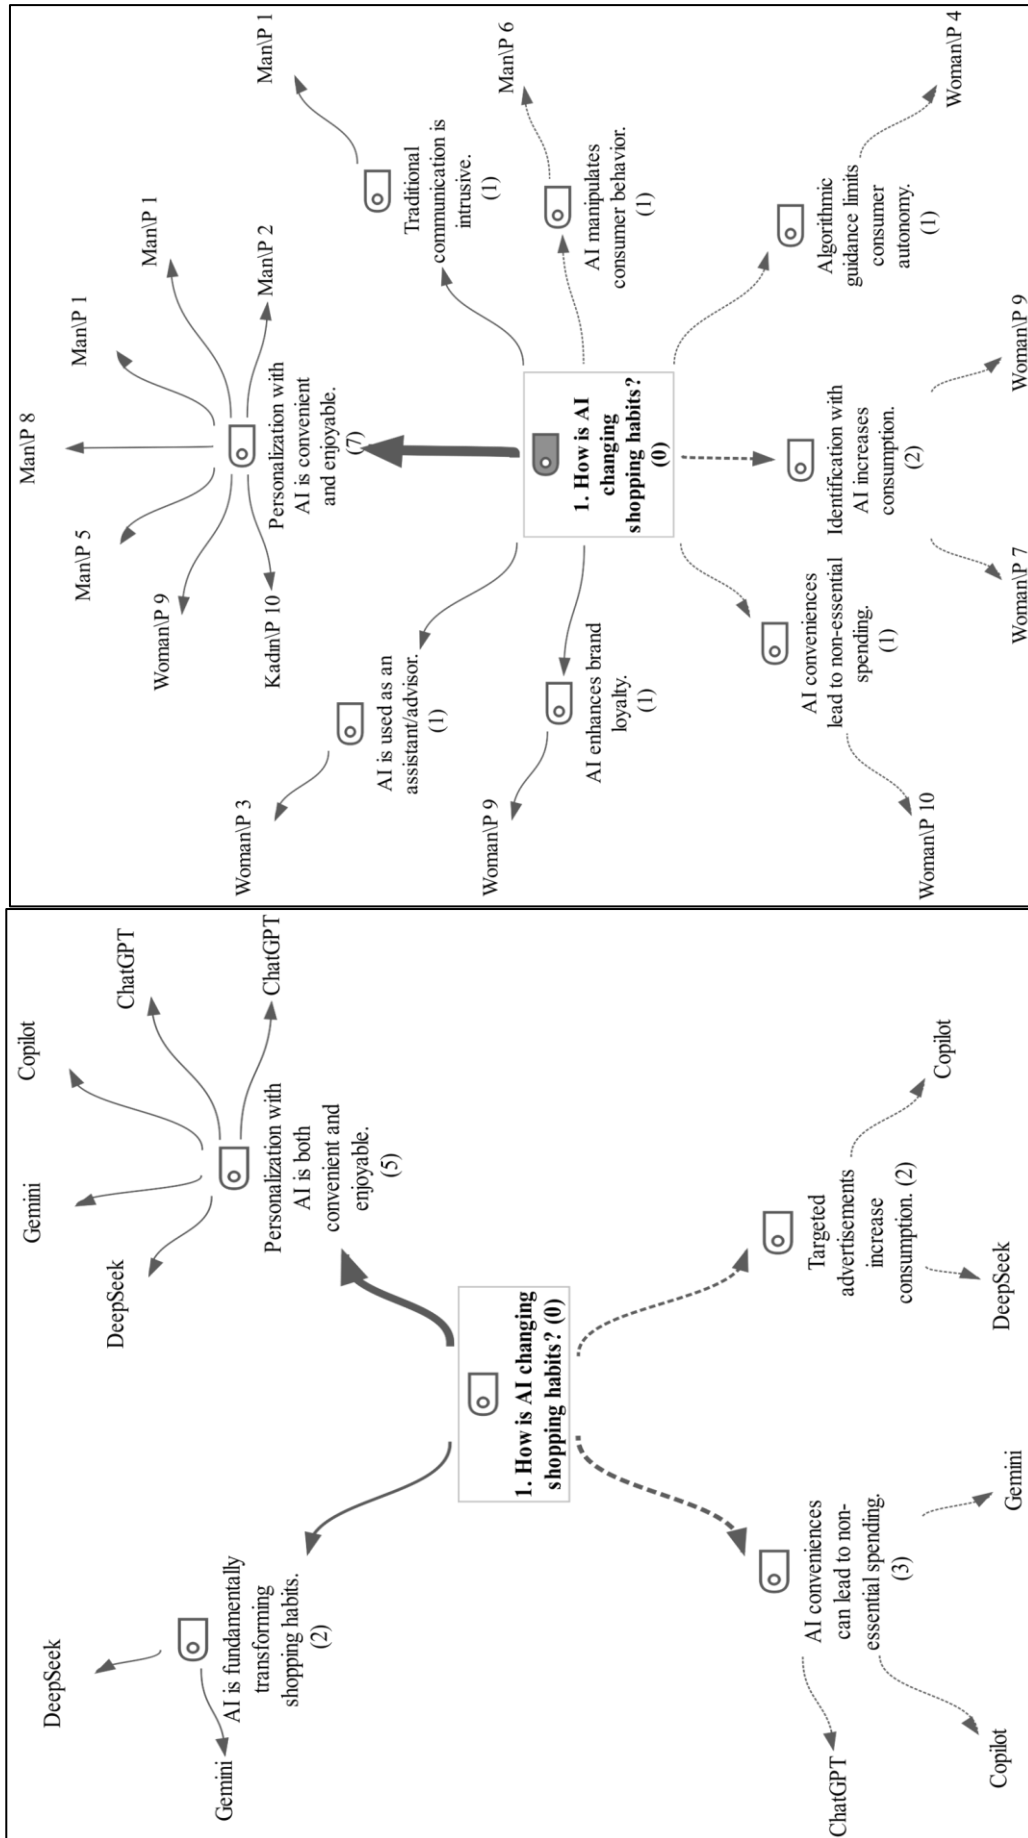 DeepSeek
Gemini
AI is fundamentally
transforming
shopping habits.
(2)
DeepSeek
Gemini
Copilot
ChatGPT
ChatGPT
Personalization with
AI is both
convenient and
enjoyable.
(5)
1. How is AI changing
shopping habits? (0)
AI conveniences
can lead to non-
essential spending.
(3)
ChatGPT
Copilot
Gemini
Targeted
advertisements
increase
consumption. (2)
DeepSeek
Copilot
Woman\P 3
AI is used as an
assistant/advisor.
(1)
Kadın\P 10
Woman\P 9
Man\P 5
Man\P 8
Man\P 1
Man\P 1
Man\P 2
Personalization with
AI is convenient
and enjoyable.
(7)
Man\P 1
Traditional
communication is
intrusive.
(1)
Woman\P 9
AI enhances brand
loyalty.
(1)
1. How is AI
changing
shopping habits?
(0)
Man\P 6
AI manipulates
consumer behavior.
(1)
AI conveniences
lead to non-essential
spending.
(1)
Woman\P 10
Identification with
AI increases
consumption.
(2)
Woman\P 7
Woman\P 9
Algorithmic
guidance limits
consumer
autonomy.
(1)
Woman\P 4